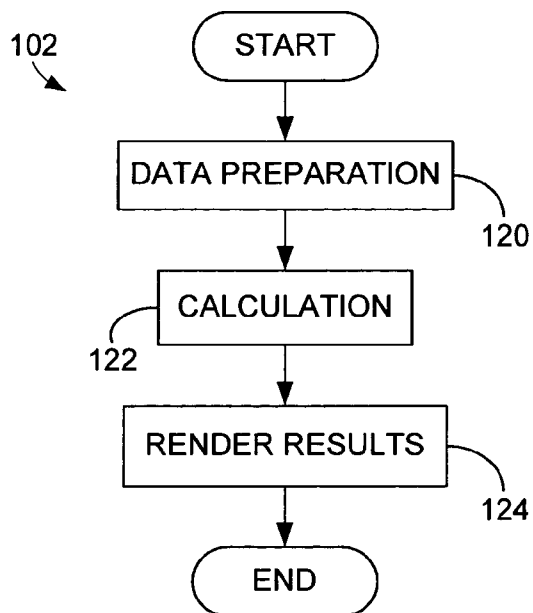 START
102
DATA PREPARATION
120
CALCULATION
122
RENDER RESULTS
124
END